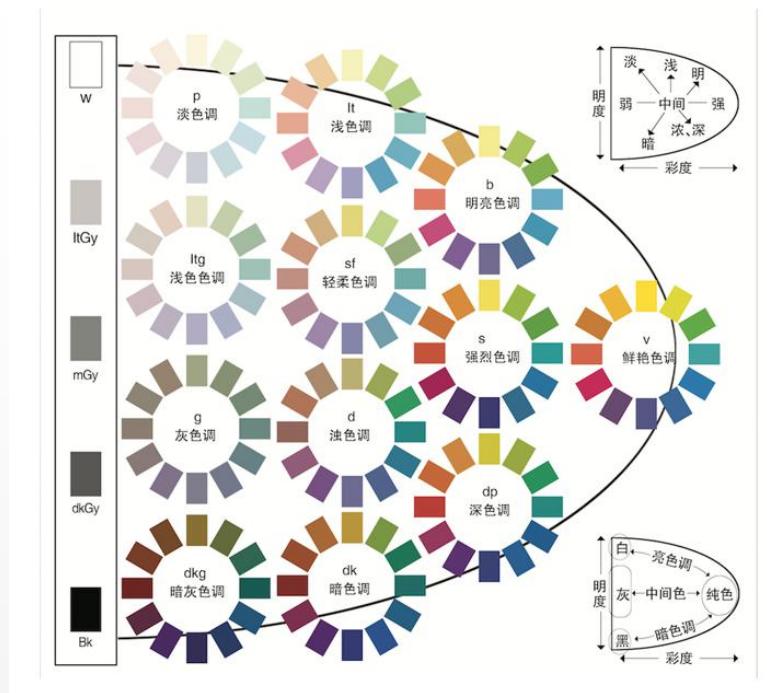 W
ltGy
mGy
dkGy
Bk
p
淡色调
lt
浅色调
b
明亮色调
ltg
浅色色调
sf
轻柔色调
s
强烈色调
v
鲜艳色调
g
灰色调
d
浊色调
dp
深色调
dkg
暗灰色调
dk
暗色调
明度
淡
浅
明
弱
中间
强
暗
浓、深
彩度
明度
白
亮色调
灰
中间色
纯色
黑
暗色调
彩度